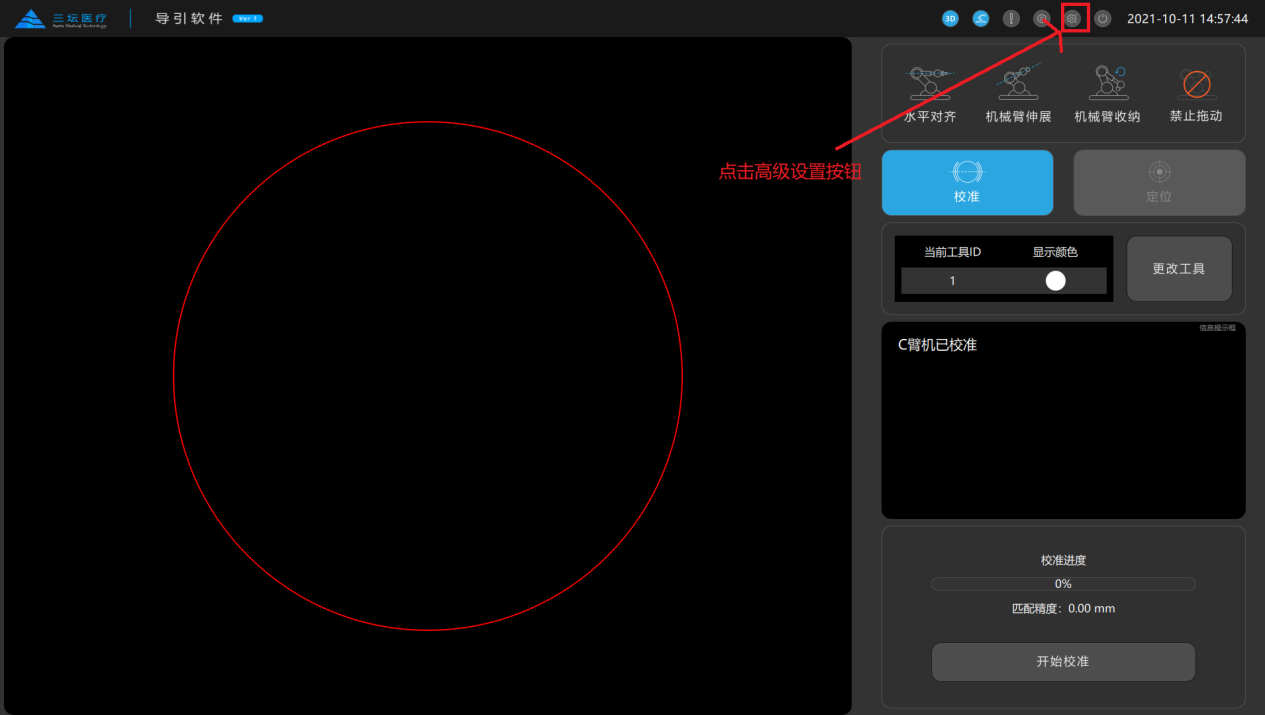 三坛医疗
导引软件
Ver 1
3D
2021-10-11 14:57:44
水平对齐
机械臂伸展
机械臂收纳
禁止拖动
点击高级设置按钮
校准
定位
当前工具ID
显示颜色
1
更改工具
信息提示框
C臂机已校准
校准进度
0%
匹配精度: 0.00 mm
开始校准